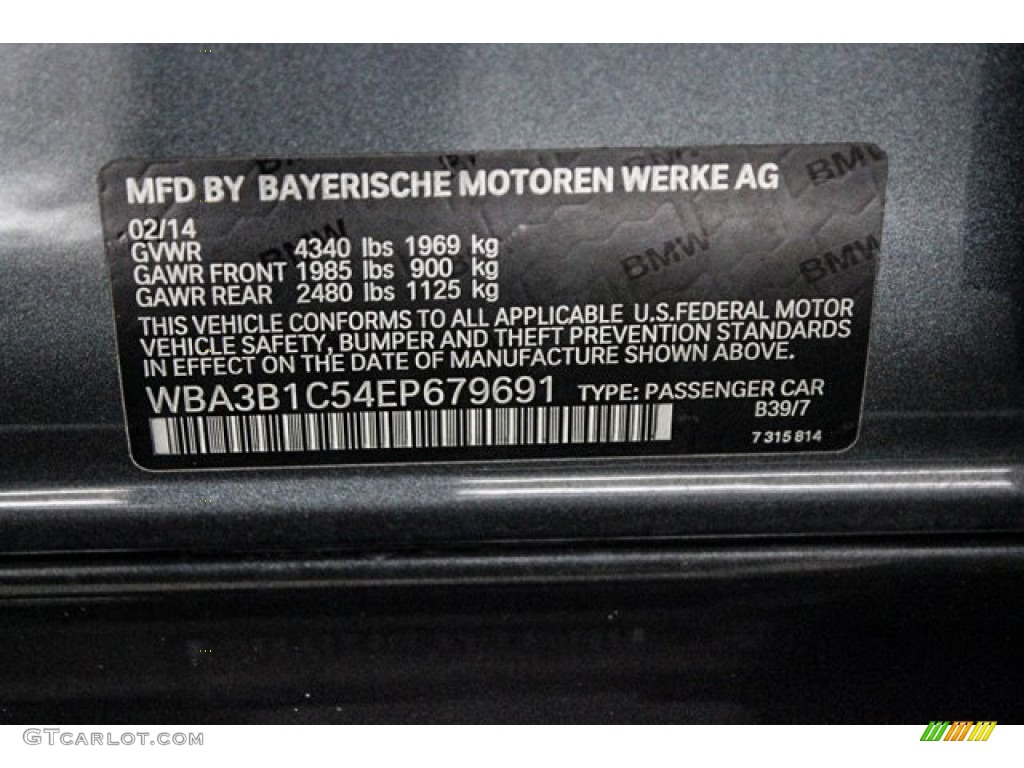 MFD BY BAYERISCHE MOTOREN WERKE AG
02/14
GVWR 4340 lbs 1969 kg
GAWR FRONT 1985 lbs 900 kg
GAWR REAR 2480 lbs 1125 kg
THIS VEHICLE CONFORMS TO ALL APPLICABLE U.S.FEDERAL MOTOR
VEHICLE SAFETY, BUMPER AND THEFT PREVENTION STANDARDS
IN EFFECT ON THE DATE OF MANUFACTURE SHOWN ABOVE.
WBA3B1C54EP679691 TYPE: PASSENGER CAR
B39/7
7 315 814
BMW
BMW
BMW
BMW
GTCARLOT.COM